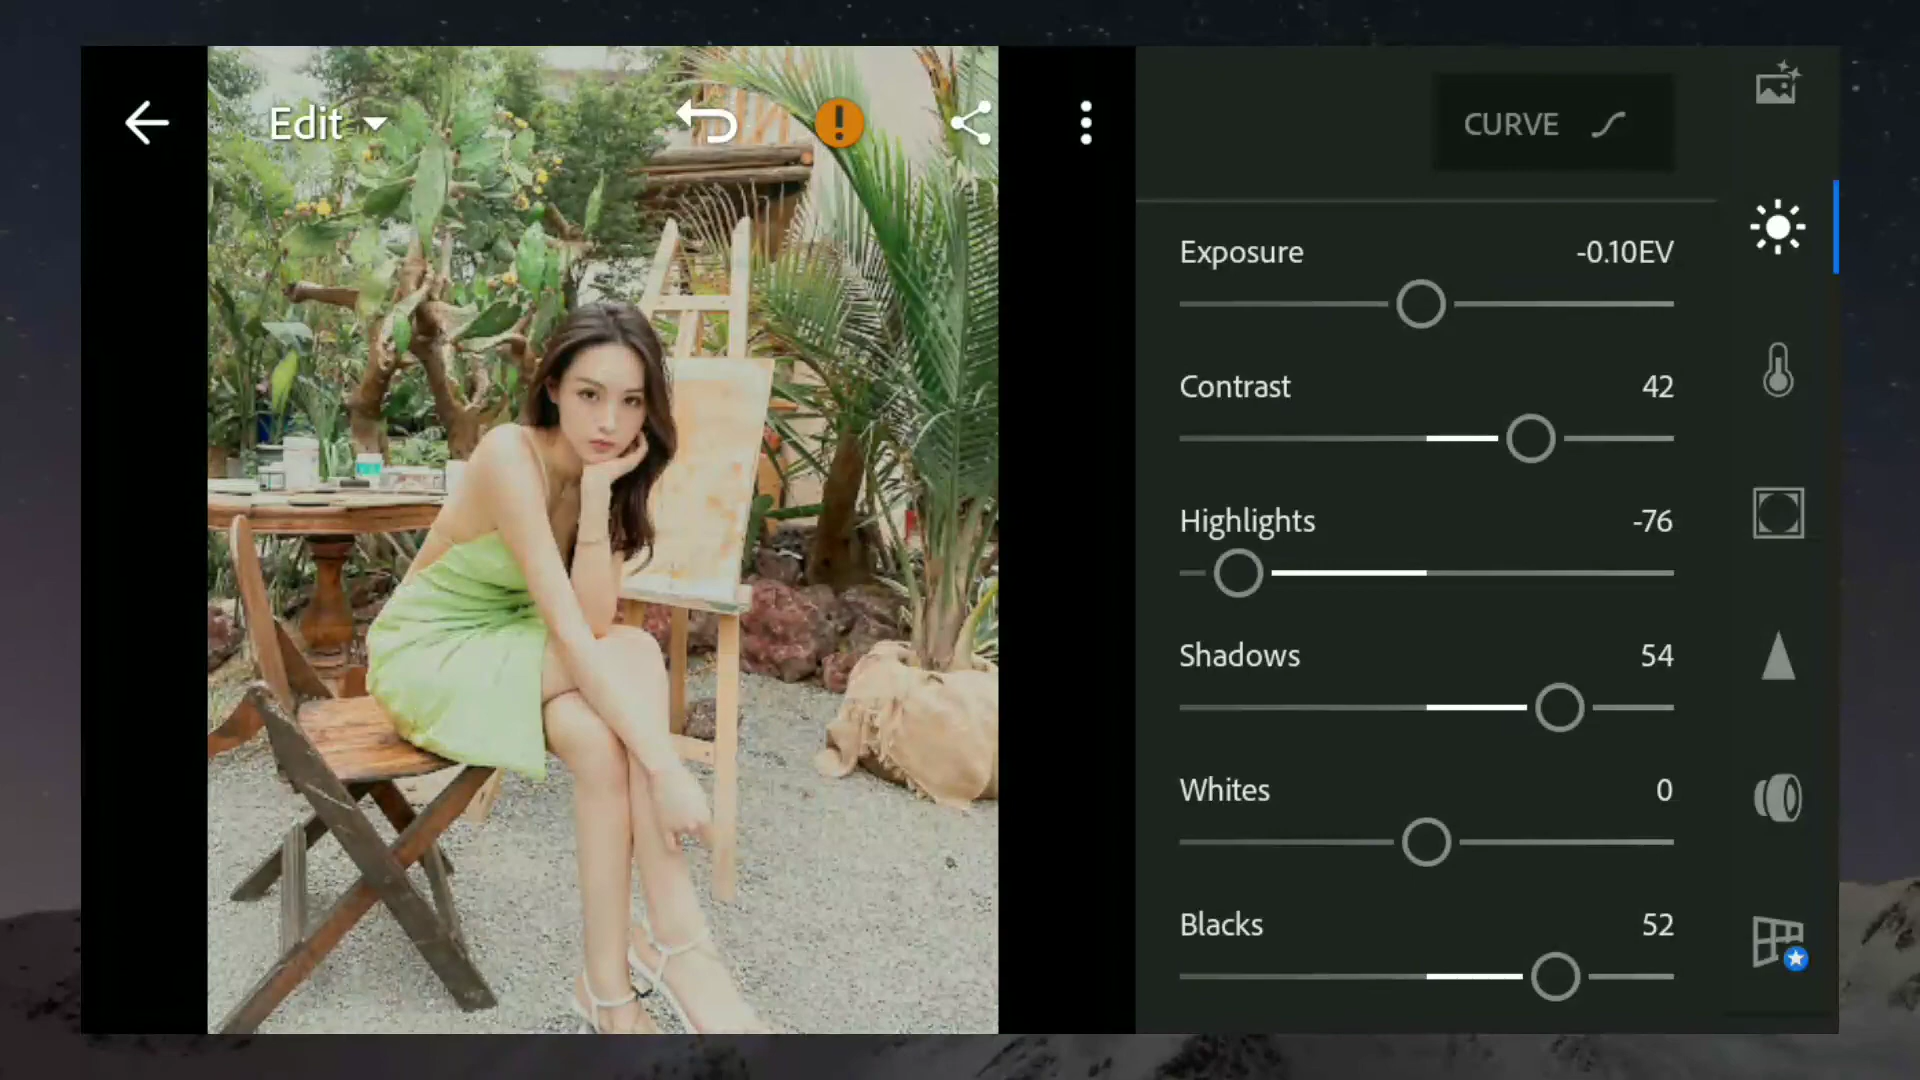 Edit
CURVE
Exposure -0.10EV
Contrast 42
Highlights -76
Shadows 54
Whites 0
Blacks 52